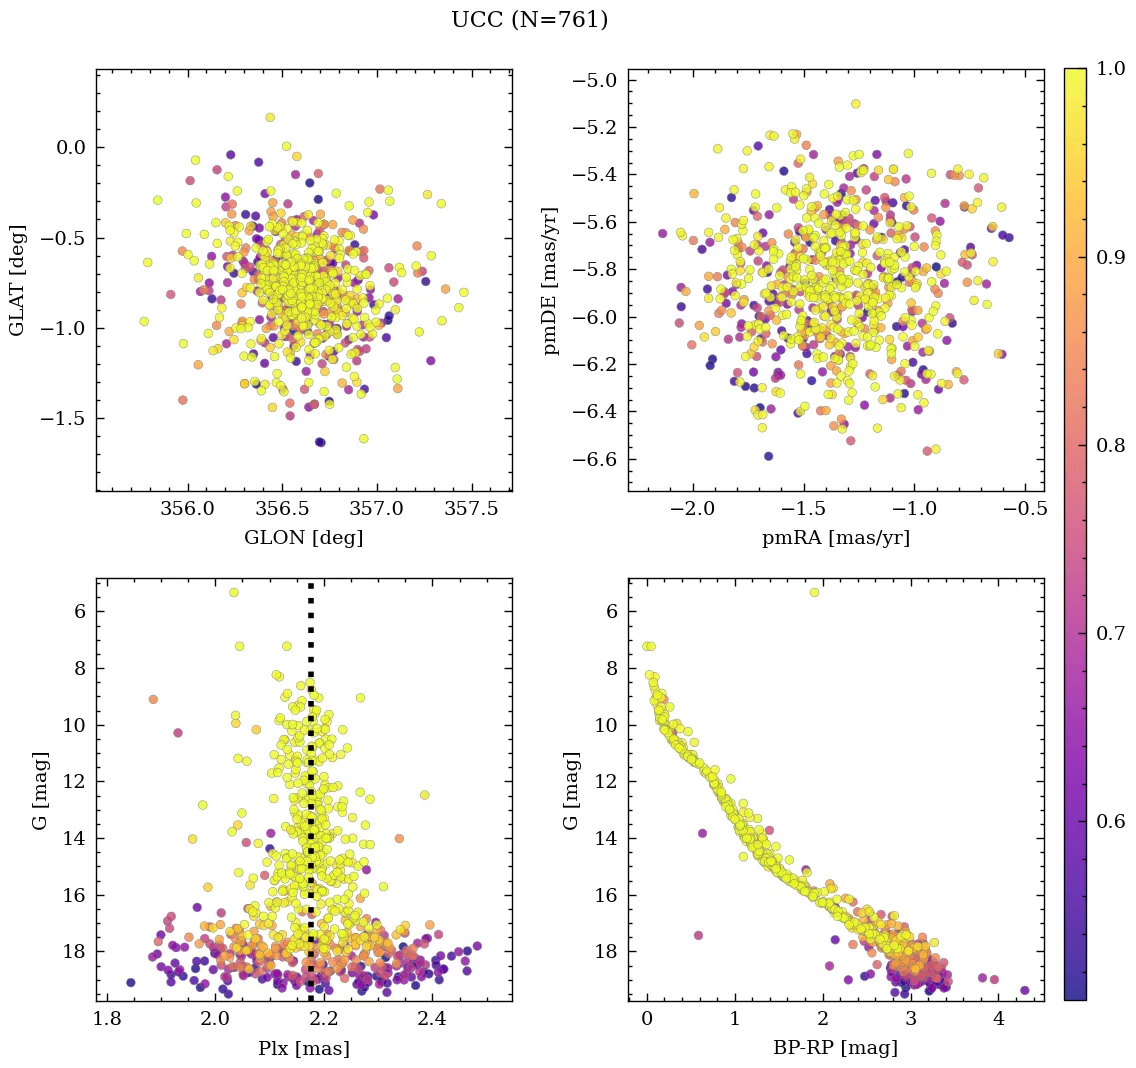 UCC (N=761)
0.0
−0.5
−1.0
−1.5
GLAT [deg]
356.0 356.5 357.0 357.5
GLON [deg]
−5.0
−5.2
−5.4
−5.6
−5.8
−6.0
−6.2
−6.4
−6.6
pmDE [mas/yr]
−2.0 −1.5 −1.0 −0.5
pmRA [mas/yr]
1.0
0.9
0.8
0.7
0.6
6
8
10
12
14
16
18
G [mag]
1.8 2.0 2.2 2.4
Plx [mas]
6
8
10
12
14
16
18
G [mag]
0 1 2 3 4
BP-RP [mag]